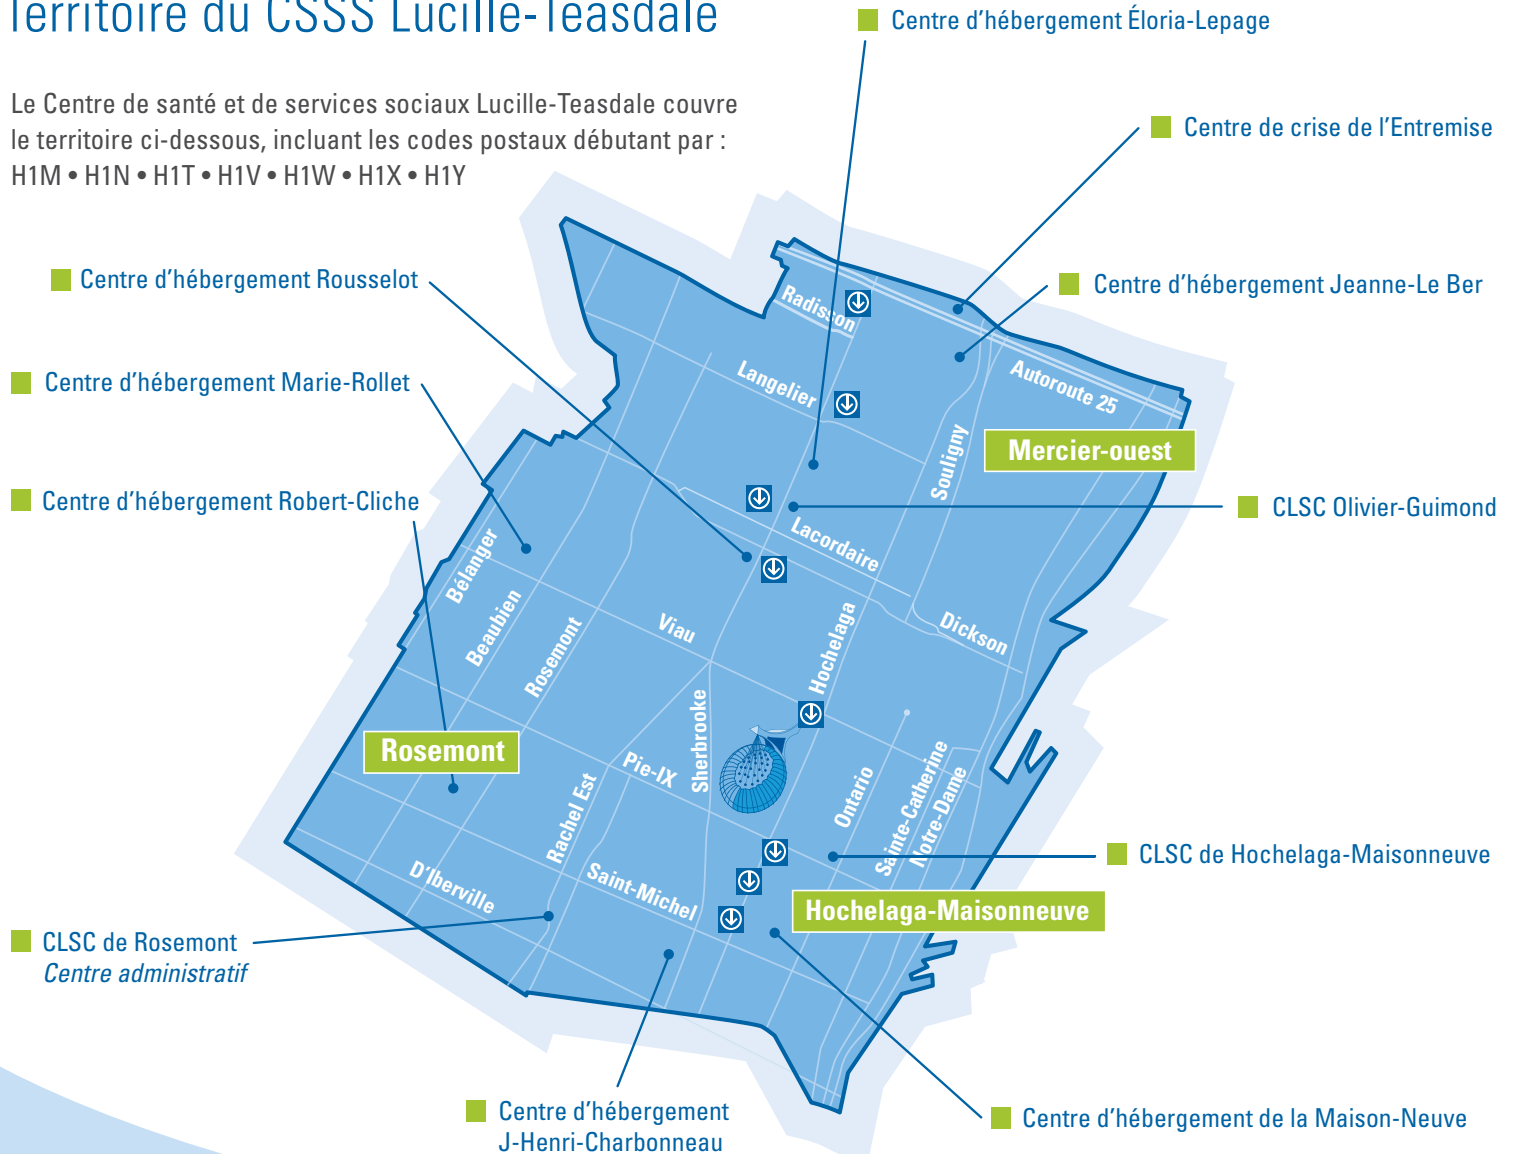 Territoire du CSSS Lucille-Teasdale
Le Centre de santé et de services sociaux Lucille-Teasdale couvre
le territoire ci-dessous, incluant les codes postaux débutant par :
H1M • H1N • H1T • H1V • H1W • H1X • H1Y
Centre d'hébergement Éloria-Lepage
Centre de crise de l'Entremise
Centre d'hébergement Rousselot
Centre d'hébergement Jeanne-Le Ber
Centre d'hébergement Marie-Rollet
Centre d'hébergement Robert-Cliche
CLSC Olivier-Guimond
Radisson
Langelier
Autoroute 25
Souligny
Mercier-ouest
Lacordaire
Dickson
Bélanger
Beaubien
Rosemont
Viau
Hochelaga
Sherbrooke
Rosemont
Pie-IX
Rachel Est
Ontario
Sainte-Catherine
Notre-Dame
D'Iberville
Saint-Michel
Hochelaga-Maisonneuve
CLSC de Hochelaga-Maisonneuve
CLSC de Rosemont
Centre administratif
Centre d'hébergement
J-Henri-Charbonneau
Centre d'hébergement de la Maison-Neuve